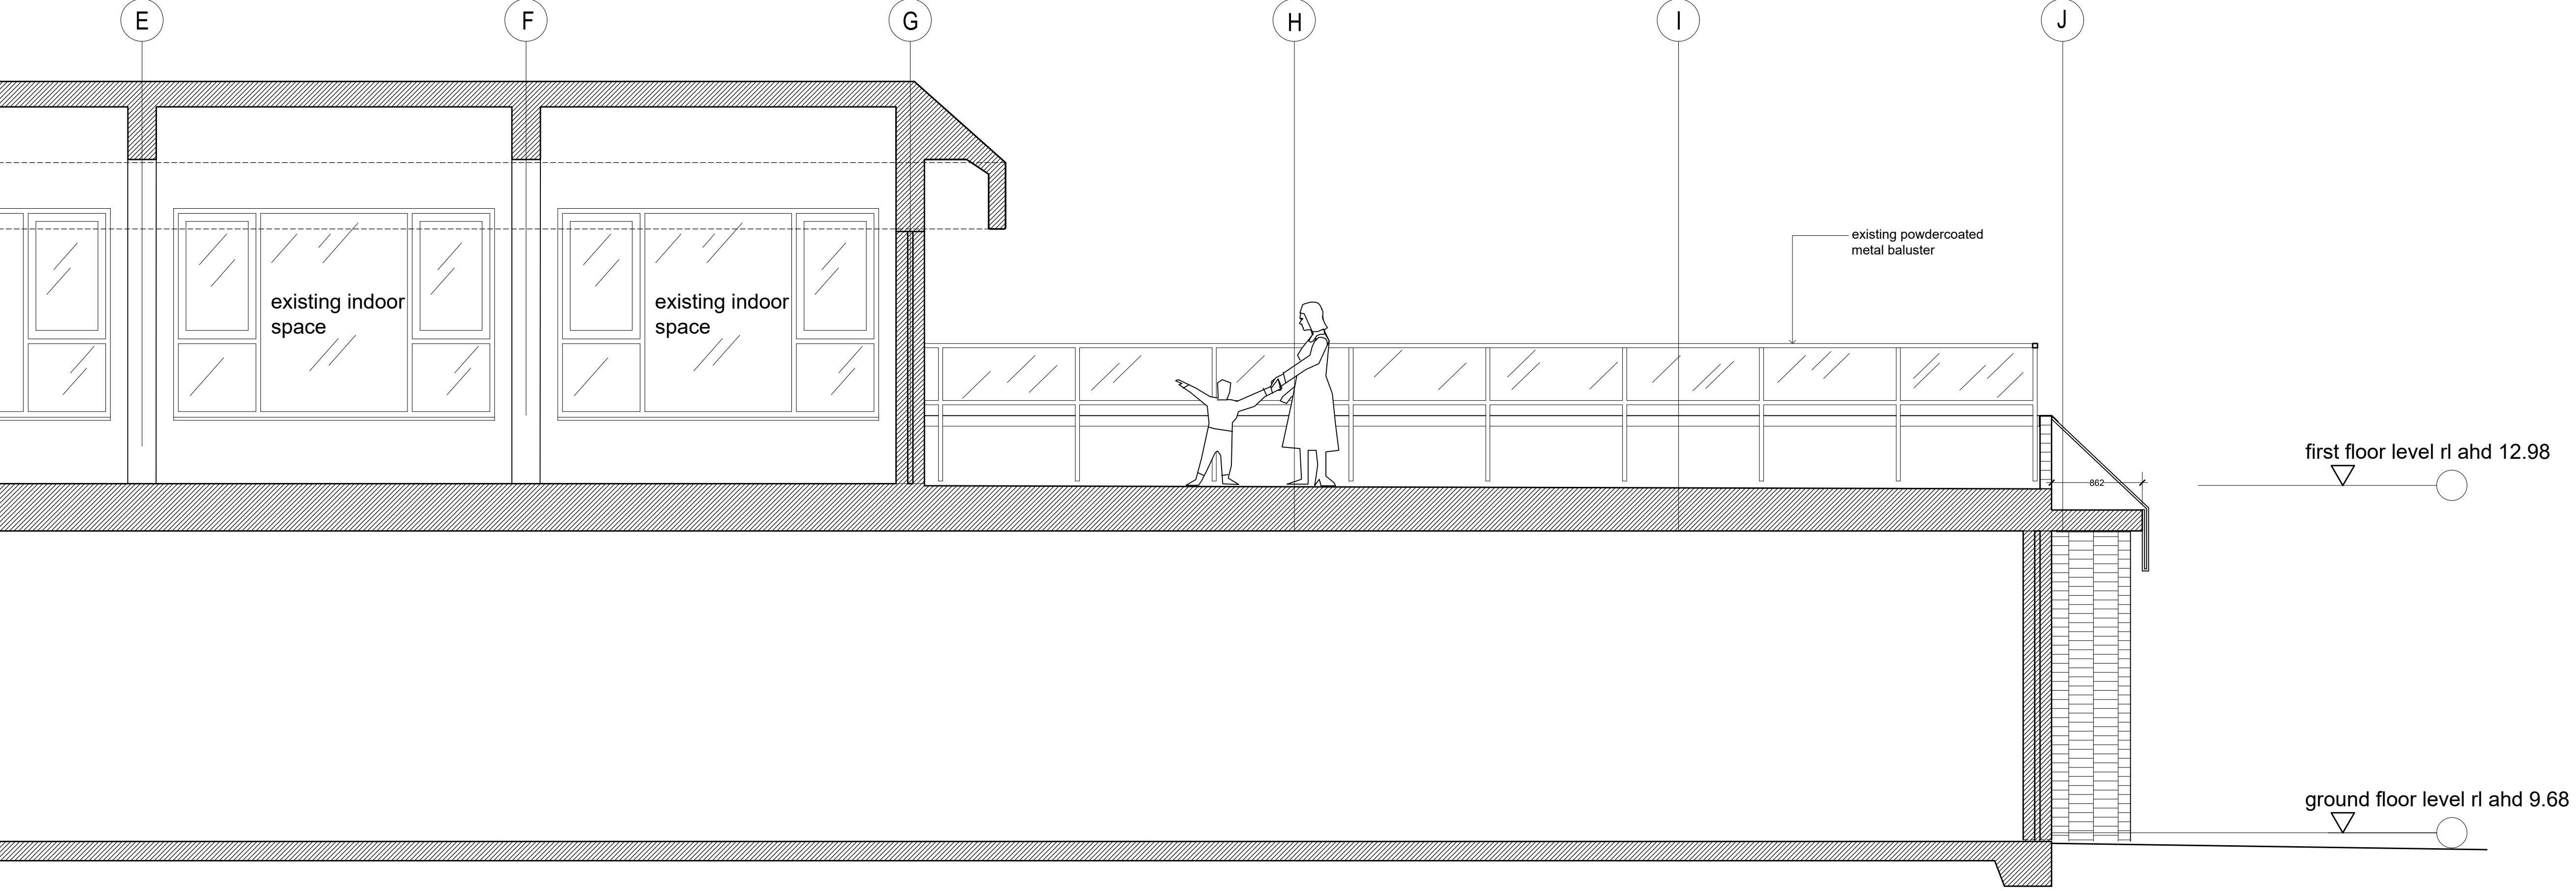 E
F
G
H
I
J
existing powdercoated
metal baluster
existing indoor
space
existing indoor
space
first floor level rl ahd 12.98
862
ground floor level rl ahd 9.68